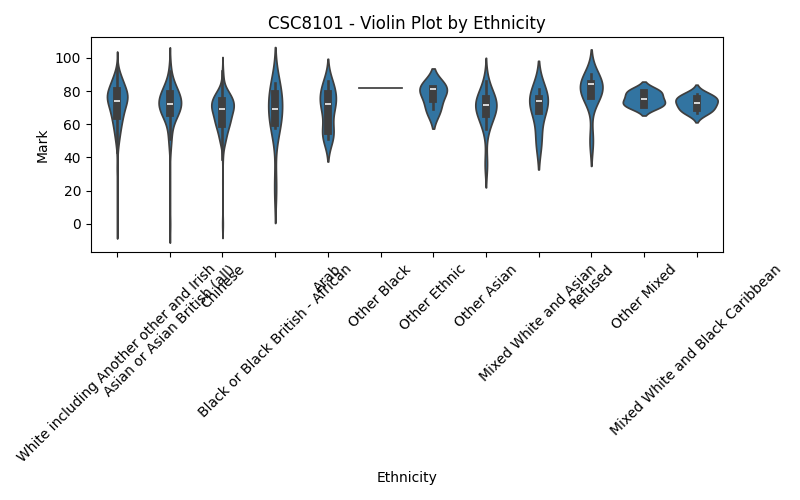 CSC8101 - Violin Plot by Ethnicity
Mark
100
80
60
40
20
0
White including Another other and Irish
Asian or Asian British (all)
Chinese
Black or Black British - African
Arab
Other Black
Other Ethnic
Other Asian
Mixed White and Asian
Refused
Other Mixed
Mixed White and Black Caribbean
Ethnicity